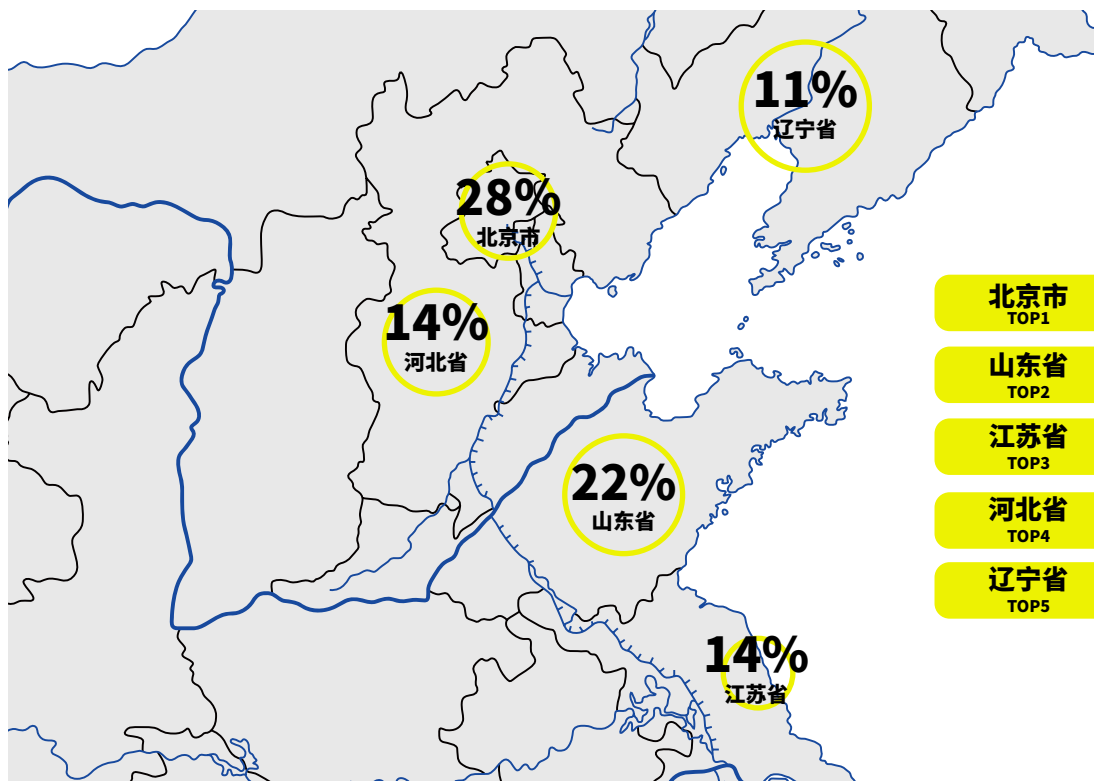 11%
辽宁省
28%
北京市
14%
河北省
22%
山东省
14%
江苏省
北京市
TOP1
山东省
TOP2
江苏省
TOP3
河北省
TOP4
辽宁省
TOP5